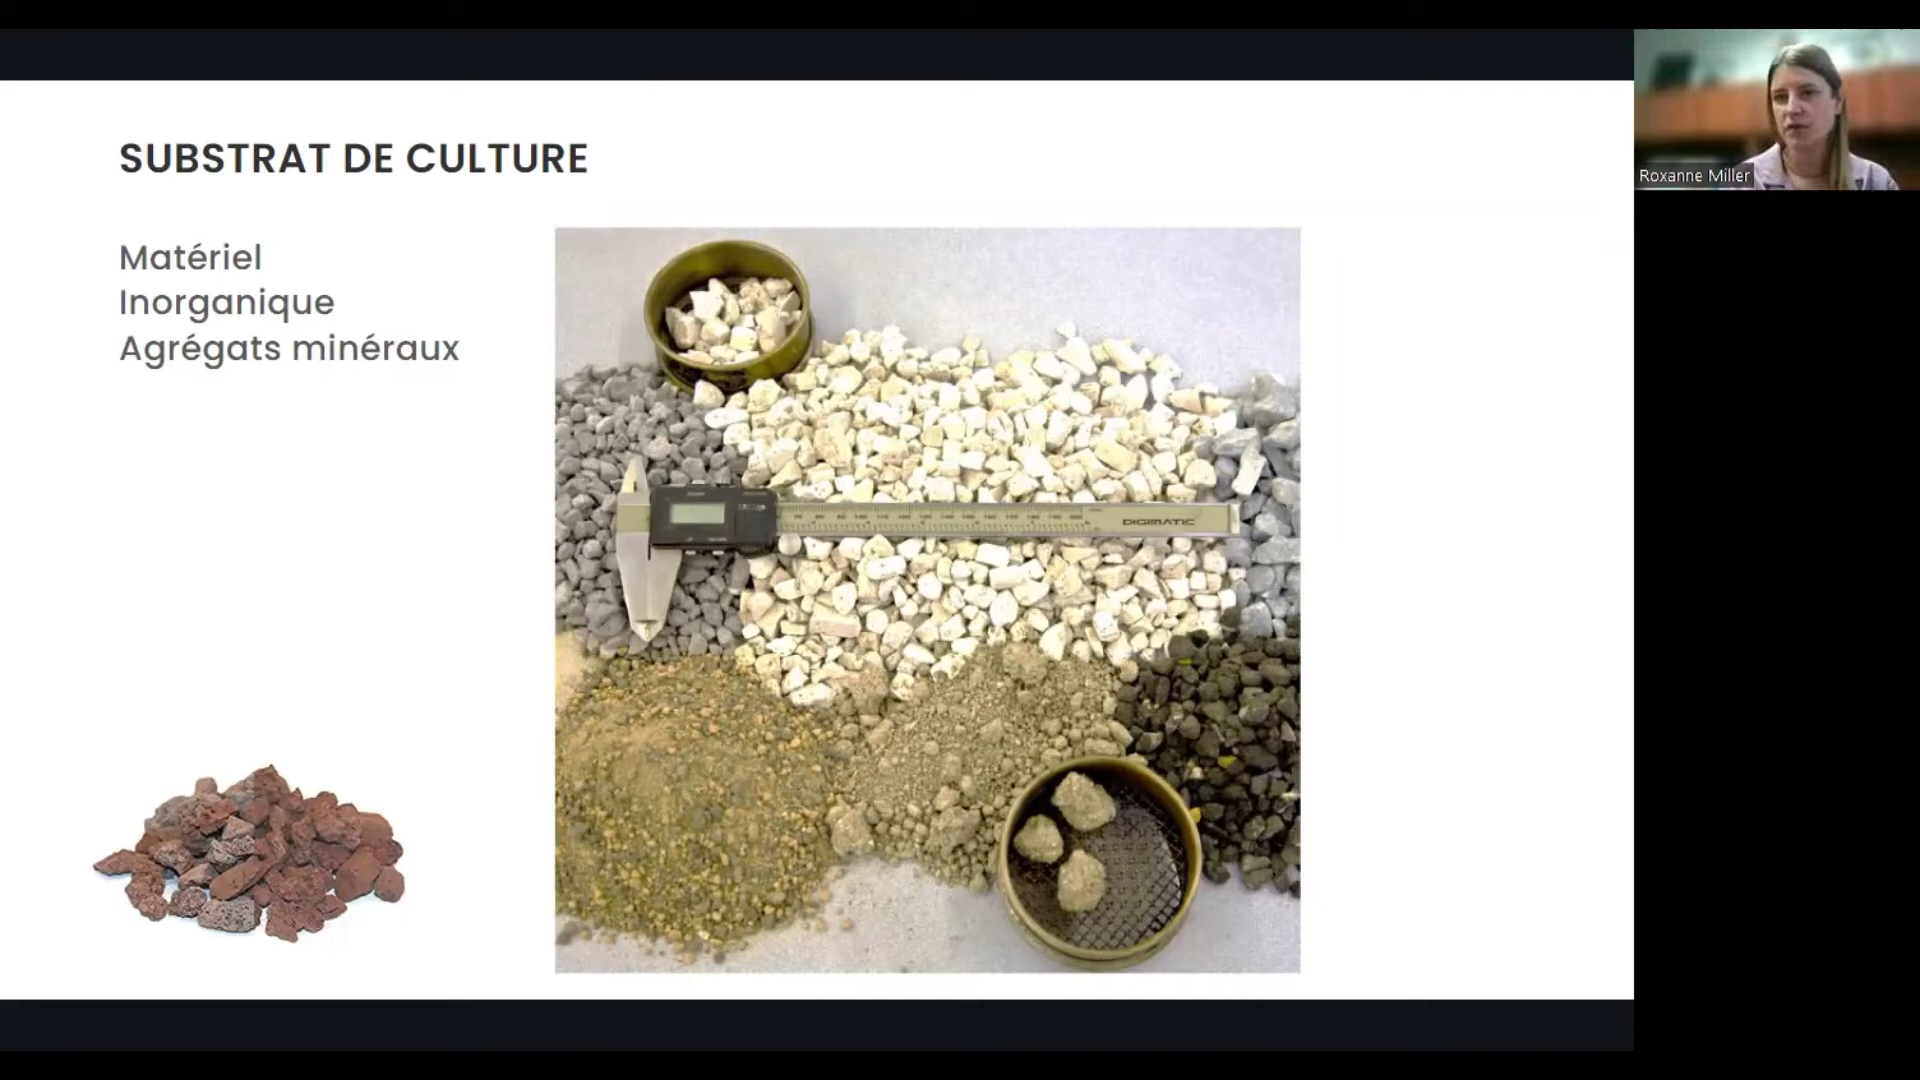 SUBSTRAT DE CULTURE
Matériel
Inorganique
Agrégats minéraux
DIGIMATIC
Roxanne Miller